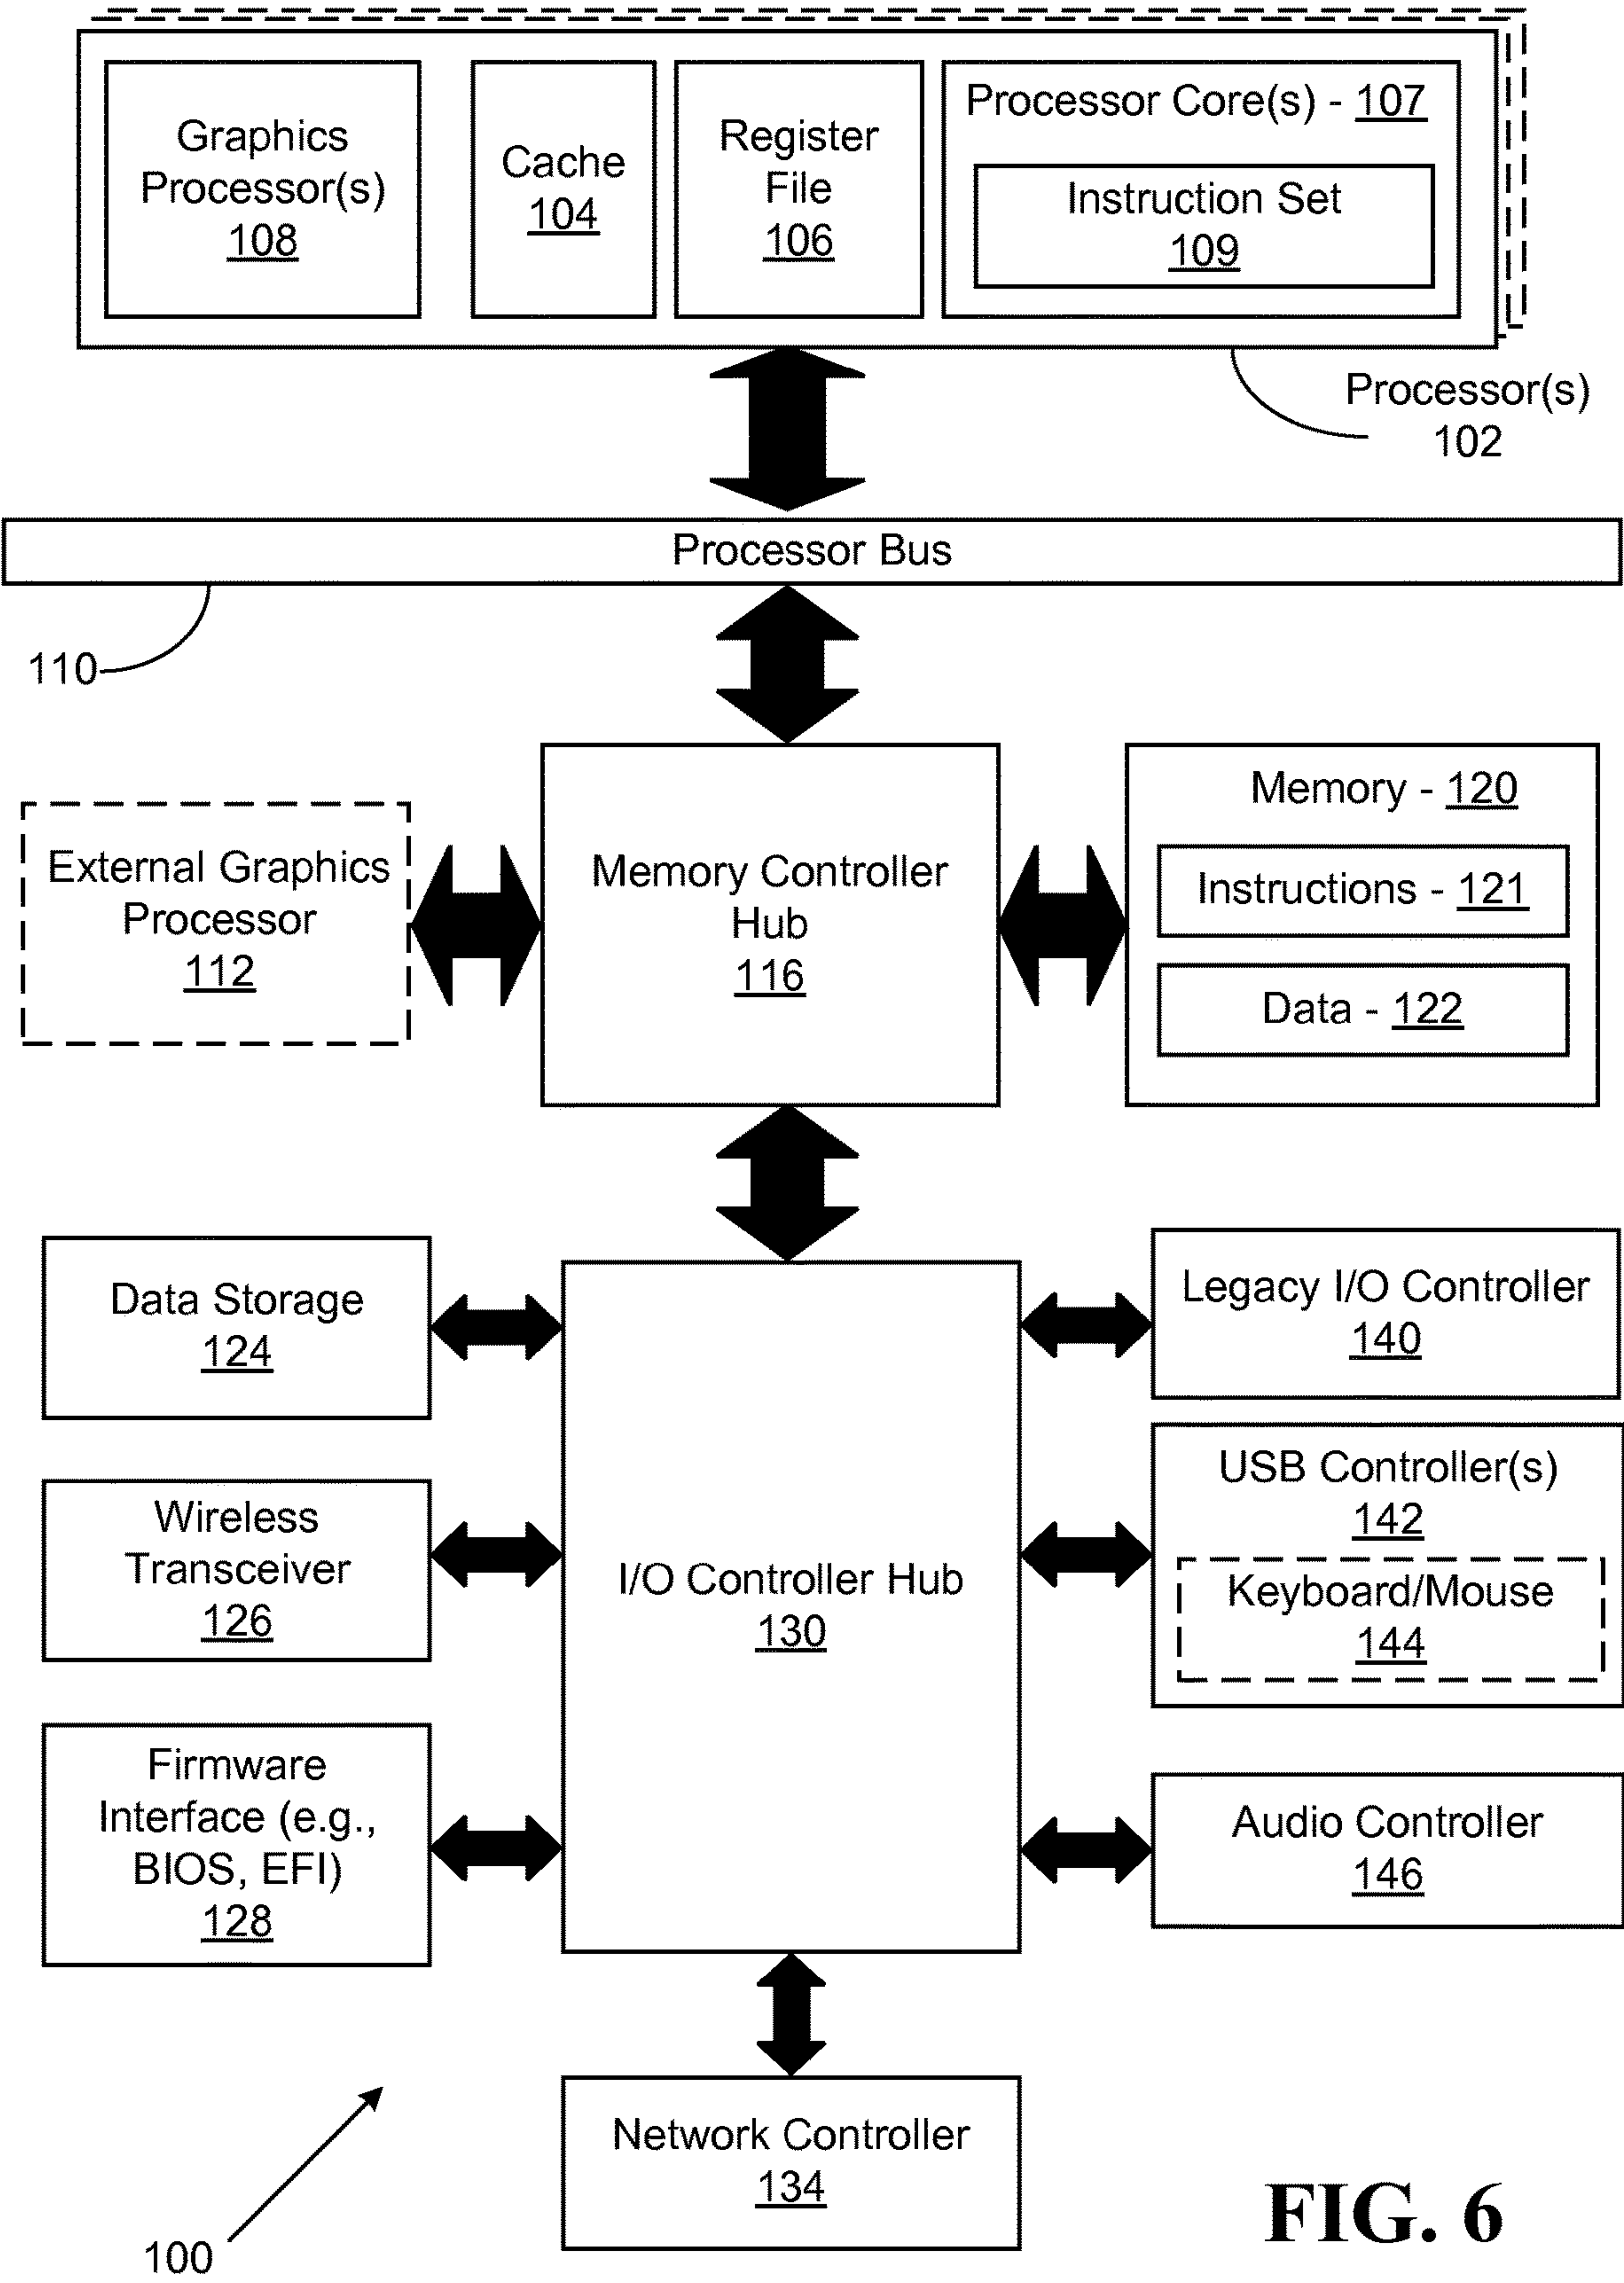 Graphics
Processor(s)
108
Cache
104
Register
File
106
Processor Core(s) - 107
Instruction Set
109
Processor(s)
102
Processor Bus
110
External Graphics
Processor
112
Memory Controller
Hub
116
Memory - 120
Instructions - 121
Data - 122
Data Storage
124
Wireless
Transceiver
126
Firmware
Interface (e.g.,
BIOS, EFI)
128
I/O Controller Hub
130
Legacy I/O Controller
140
USB Controller(s)
142
Keyboard/Mouse
144
Audio Controller
146
Network Controller
134
100
FIG. 6